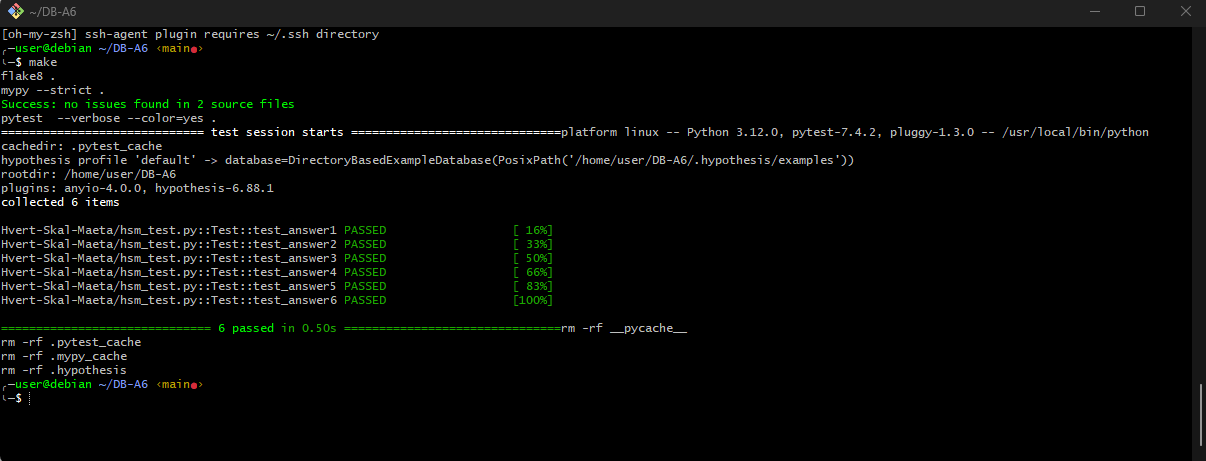 ~/DB-A6
[oh-my-zsh] ssh-agent plugin requires ~/.ssh directory
╭─user@debian ~/DB-A6 ‹main●›
╰─$ make
flake8 .
mypy --strict .
Success: no issues found in 2 source files
pytest  --verbose --color=yes .
============================= test session starts ==============================platform linux -- Python 3.12.0, pytest-7.4.2, pluggy-1.3.0 -- /usr/local/bin/python
cachedir: .pytest_cache
hypothesis profile 'default' -> database=DirectoryBasedExampleDatabase(PosixPath('/home/user/DB-A6/.hypothesis/examples'))
rootdir: /home/user/DB-A6
plugins: anyio-4.0.0, hypothesis-6.88.1
collected 6 items
Hvert-Skal-Maeta/hsm_test.py::Test::test_answer1 PASSED                  [ 16%]
Hvert-Skal-Maeta/hsm_test.py::Test::test_answer2 PASSED                  [ 33%]
Hvert-Skal-Maeta/hsm_test.py::Test::test_answer3 PASSED                  [ 50%]
Hvert-Skal-Maeta/hsm_test.py::Test::test_answer4 PASSED                  [ 66%]
Hvert-Skal-Maeta/hsm_test.py::Test::test_answer5 PASSED                  [ 83%]
Hvert-Skal-Maeta/hsm_test.py::Test::test_answer6 PASSED                  [100%]
============================== 6 passed in 0.50s ===============================rm -rf __pycache__
rm -rf .pytest_cache
rm -rf .mypy_cache
rm -rf .hypothesis
╭─user@debian ~/DB-A6 ‹main●›
╰─$